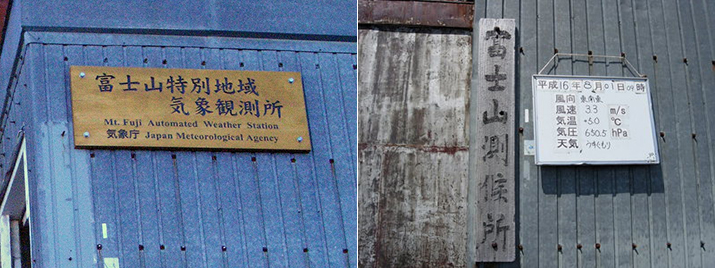 富士山特別地域
気象観測所
Mt. Fuji Automated Weather Station
気象庁 Japan Meteorological Agency
富士山測候所
平成16年8月01日09時
風向 東南東
風速 3.3 m/s
気温 +5.0 ℃
気圧 650.5 hPa
天気